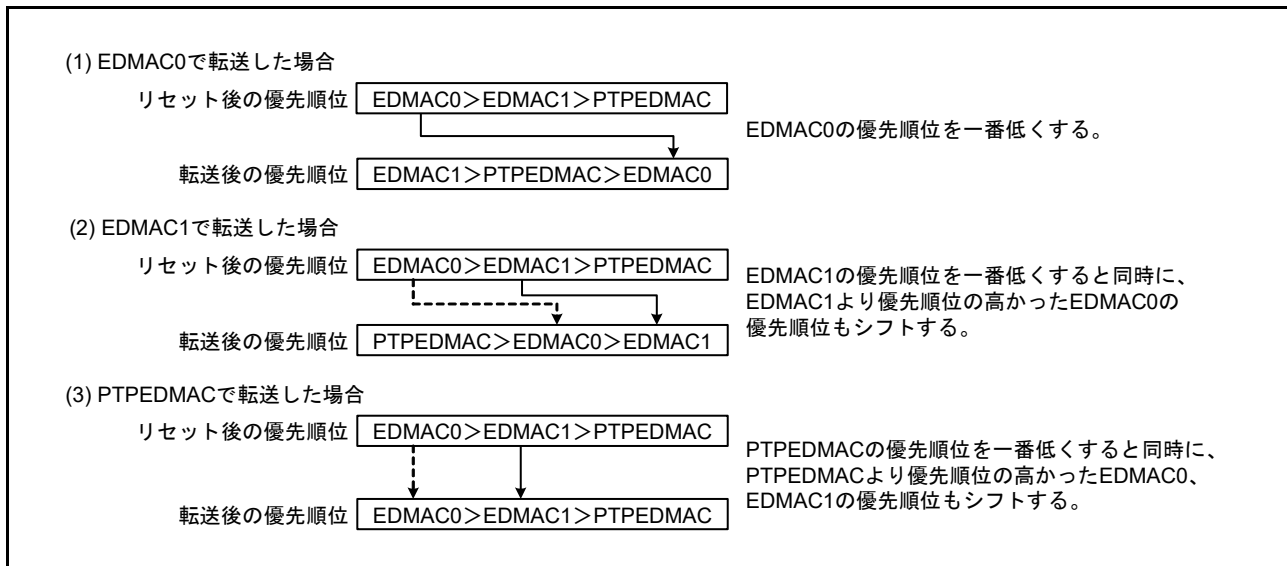 (1) EDMAC0で転送した場合
リセット後の優先順位 EDMAC0＞EDMAC1＞PTPEDMAC
EDMAC0の優先順位を一番低くする。
転送後の優先順位 EDMAC1＞PTPEDMAC＞EDMAC0
(2) EDMAC1で転送した場合
リセット後の優先順位 EDMAC0＞EDMAC1＞PTPEDMAC
EDMAC1の優先順位を一番低くすると同時に、
EDMAC1より優先順位の高かったEDMAC0の
優先順位もシフトする。
転送後の優先順位 PTPEDMAC＞EDMAC0＞EDMAC1
(3) PTPEDMACで転送した場合
リセット後の優先順位 EDMAC0＞EDMAC1＞PTPEDMAC
PTPEDMACの優先順位を一番低くすると同時に、
PTPEDMACより優先順位の高かったEDMAC0、
EDMAC1の優先順位もシフトする。
転送後の優先順位 EDMAC0＞EDMAC1＞PTPEDMAC